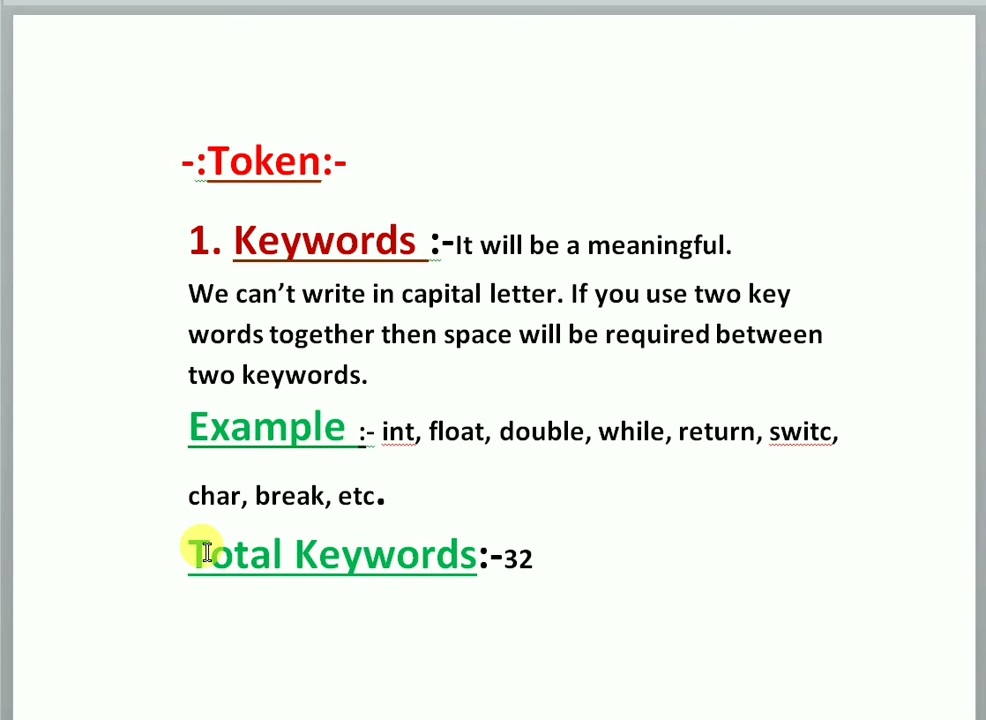 -:Token:-
1. Keywords :-It will be a meaningful.
We can’t write in capital letter. If you use two key
words together then space will be required between
two keywords.
Example :- int, float, double, while, return, switc,
char, break, etc.
Total Keywords:-32